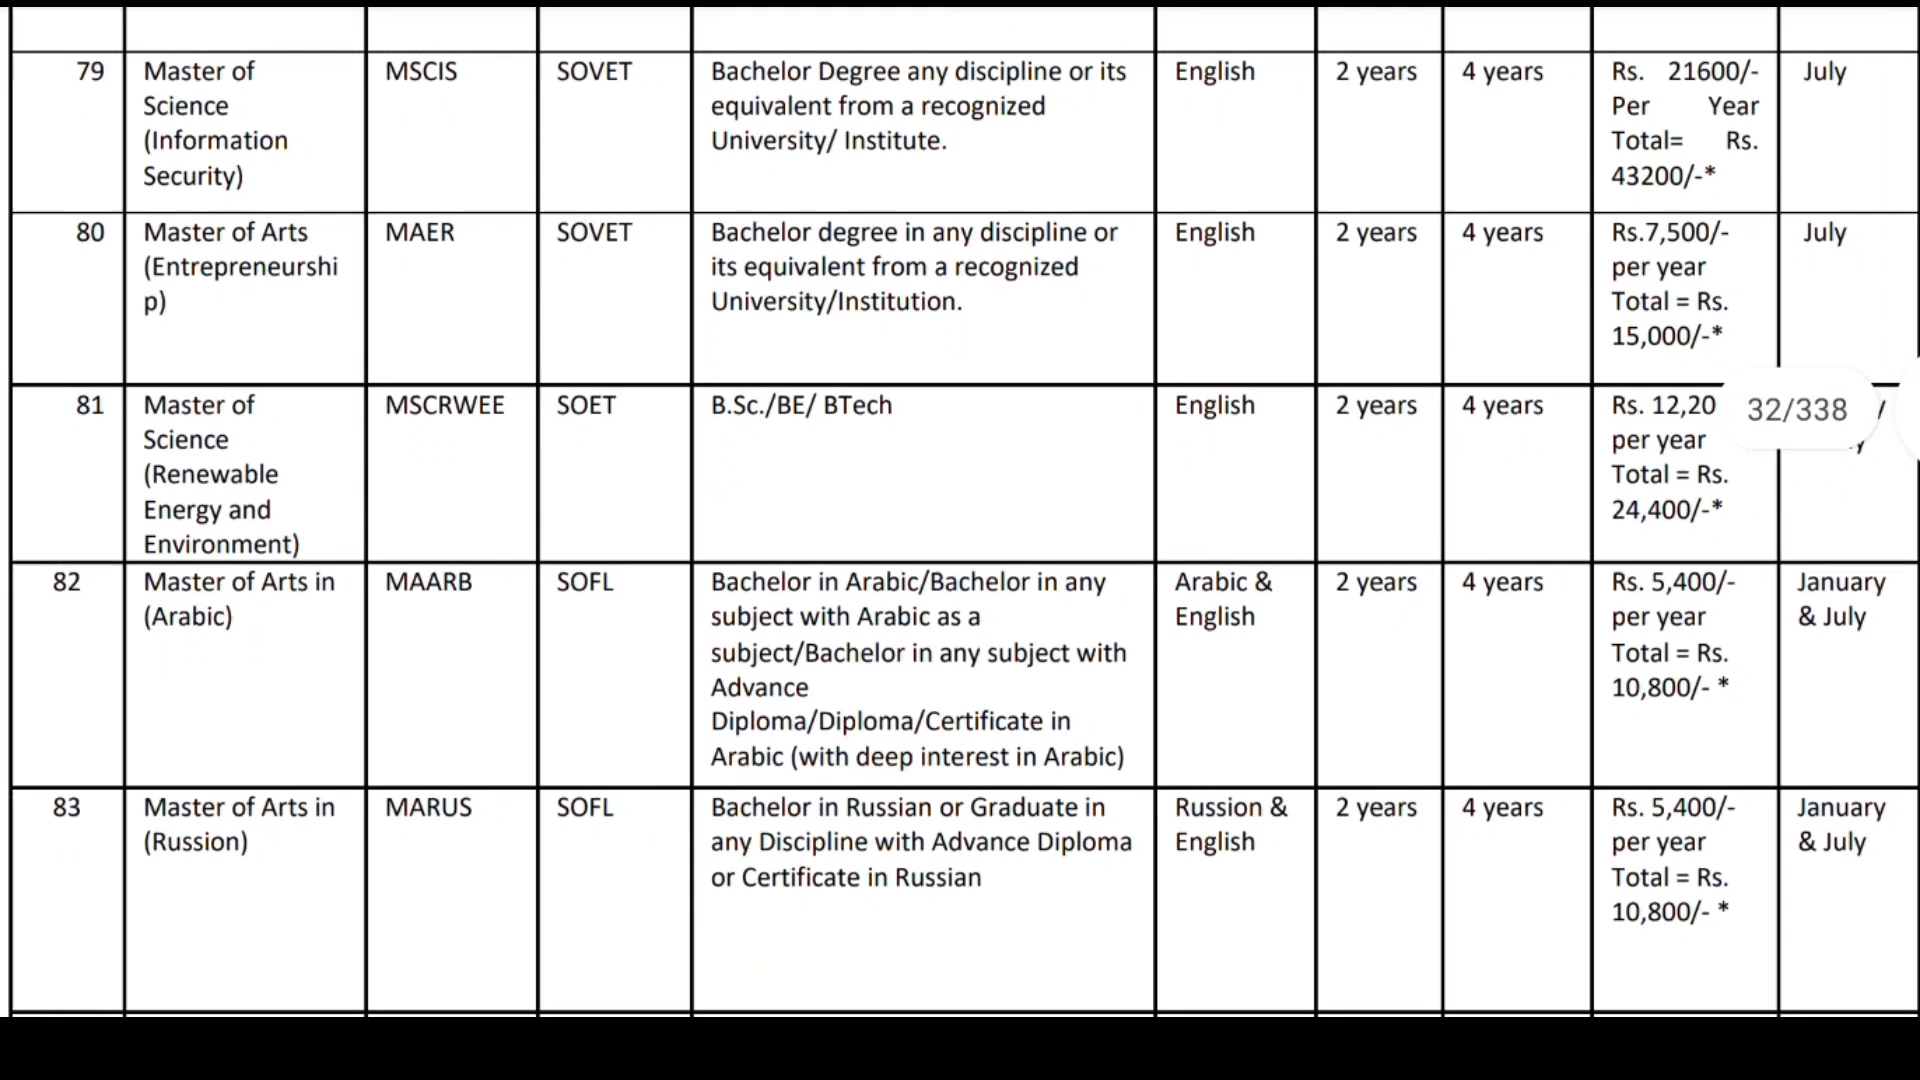 79
Master of
Science
(Information
Security)
MSCIS
SOVET
Bachelor Degree any discipline or its
equivalent from a recognized
University/ Institute.
English
2 years
4 years
Rs. 21600/-
Per Year
Total= Rs.
43200/-*
July
80
Master of Arts
(Entrepreneurshi
p)
MAER
SOVET
Bachelor degree in any discipline or
its equivalent from a recognized
University/Institution.
English
2 years
4 years
Rs.7,500/-
per year
Total = Rs.
15,000/-*
July
81
Master of
Science
(Renewable
Energy and
Environment)
MSCRWEE
SOET
B.Sc./BE/ BTech
English
2 years
4 years
Rs. 12,20
per year
Total = Rs.
24,400/-*
32/338
82
Master of Arts in
(Arabic)
MAARB
SOFL
Bachelor in Arabic/Bachelor in any
subject with Arabic as a
subject/Bachelor in any subject with
Advance
Diploma/Diploma/Certificate in
Arabic (with deep interest in Arabic)
Arabic &
English
2 years
4 years
Rs. 5,400/-
per year
Total = Rs.
10,800/- *
January
& July
83
Master of Arts in
(Russion)
MARUS
SOFL
Bachelor in Russian or Graduate in
any Discipline with Advance Diploma
or Certificate in Russian
Russion &
English
2 years
4 years
Rs. 5,400/-
per year
Total = Rs.
10,800/- *
January
& July